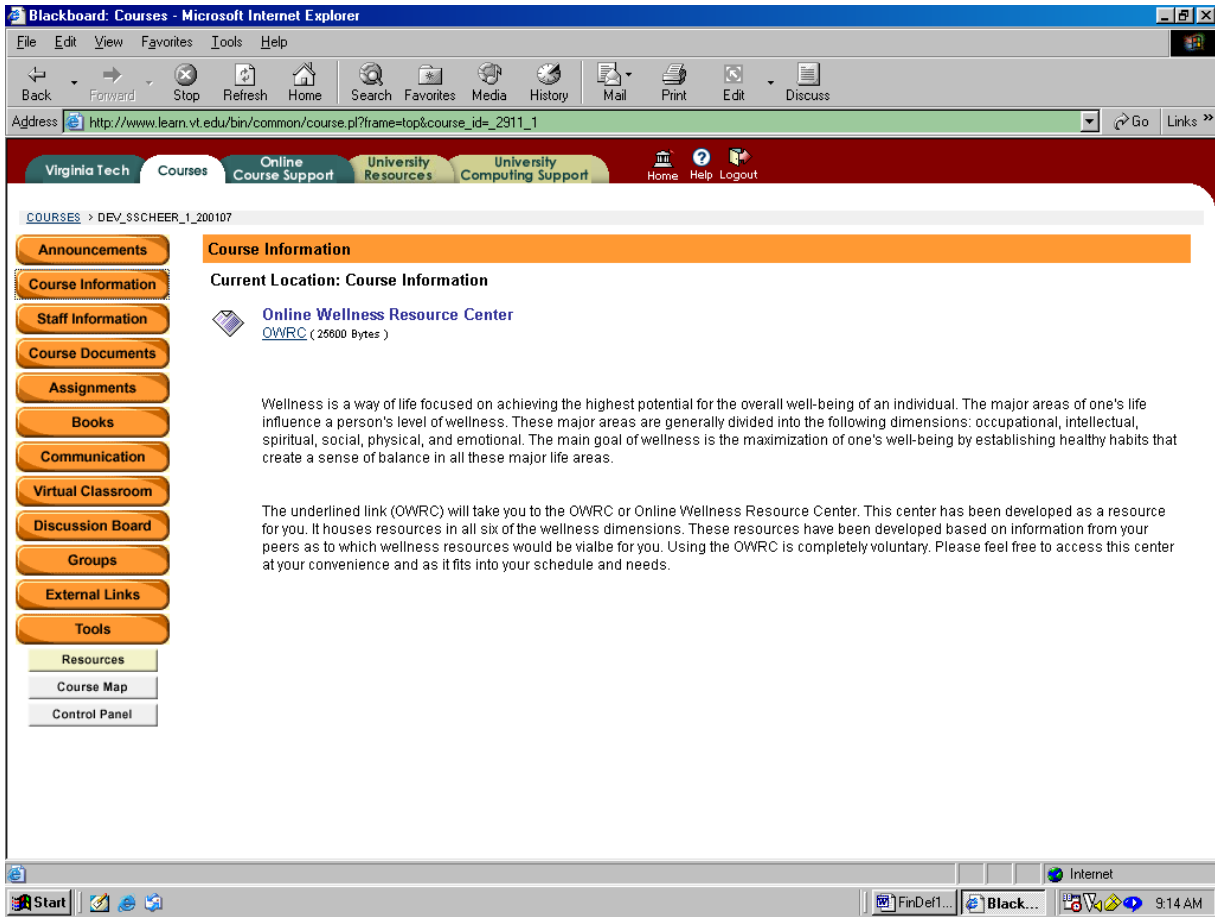 Blackboard: Courses - Microsoft Internet Explorer
File Edit View Favorites Tools Help
Back Forward Stop Refresh Home Search Favorites Media History Mail Print Edit Discuss
Address http://www.learn.vt.edu/bin/common/course.pl?frame=top&course_id=_2911_1 Go Links »
Virginia Tech Courses Online Course Support University Resources University Computing Support Home Help Logout
COURSES > DEV_SSCHEER_1_200107
Announcements
Course Information
Staff Information
Course Documents
Assignments
Books
Communication
Virtual Classroom
Discussion Board
Groups
External Links
Tools
Resources
Course Map
Control Panel
Course Information
Current Location: Course Information
Online Wellness Resource Center
OWRC ( 25600 Bytes )
Wellness is a way of life focused on achieving the highest potential for the overall well-being of an individual. The major areas of one's life
influence a person's level of wellness. These major areas are generally divided into the following dimensions: occupational, intellectual,
spiritual, social, physical, and emotional. The main goal of wellness is the maximization of one's well-being by establishing healthy habits that
create a sense of balance in all these major life areas.
The underlined link (OWRC) will take you to the OWRC or Online Wellness Resource Center. This center has been developed as a resource
for you. It houses resources in all six of the wellness dimensions. These resources have been developed based on information from your
peers as to which wellness resources would be vialbe for you. Using the OWRC is completely voluntary. Please feel free to access this center
at your convenience and as it fits into your schedule and needs.
Internet
Start FinDef1... Black... 9:14 AM